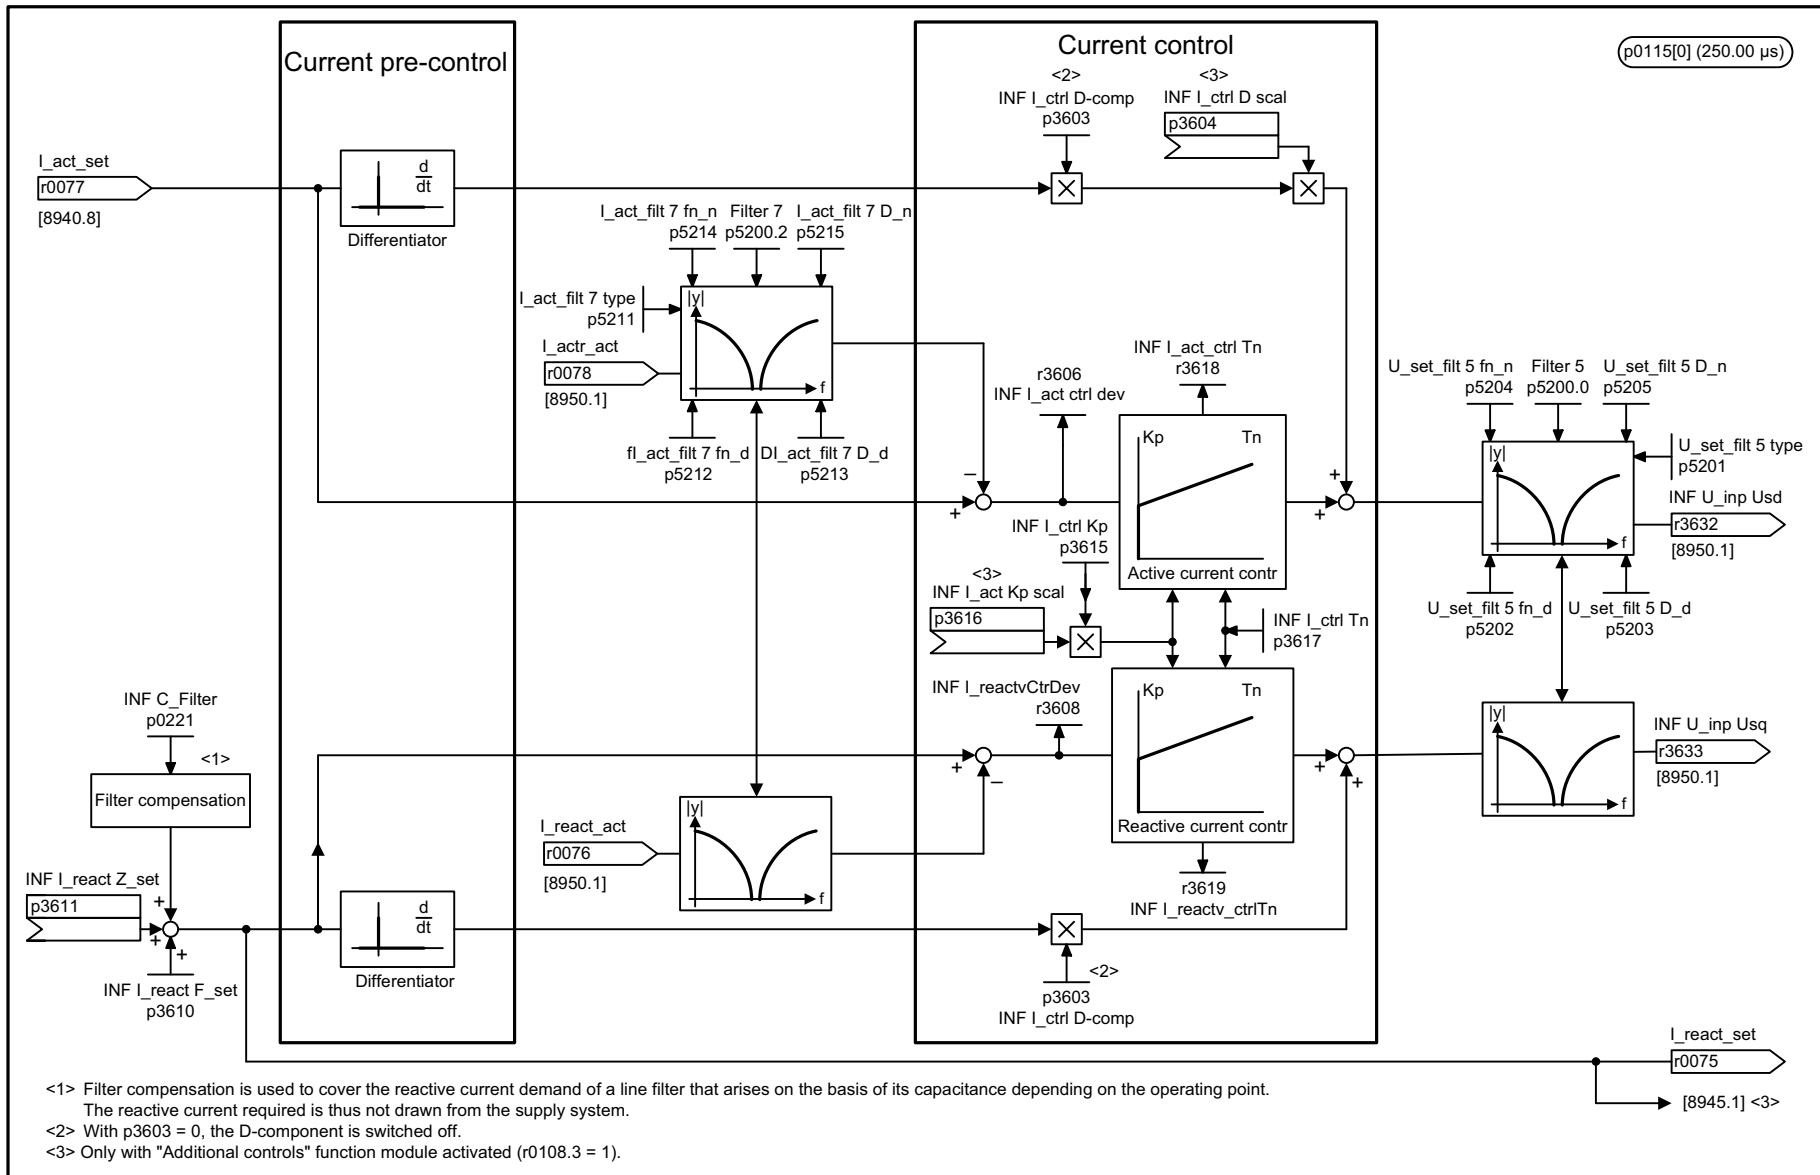 Current pre-control
Current control
p0115[0] (250.00 µs)
<2>
INF I_ctrl D-comp
p3603
<3>
INF I_ctrl D scal
p3604
I_act_set
r0077
[8940.8]
d
dt
Differentiator
I_act_filt 7 fn_n
p5214
Filter 7
p5200.2
I_act_filt 7 D_n
p5215
I_act_filt 7 type
p5211
|y|
f
I_actr_act
r0078
[8950.1]
fI_act_filt 7 fn_d
p5212
DI_act_filt 7 D_d
p5213
r3606
INF I_act ctrl dev
INF I_act_ctrl Tn
r3618
Kp
Tn
Active current contr
–
+
+
+
U_set_filt 5 fn_n
p5204
Filter 5
p5200.0
U_set_filt 5 D_n
p5205
U_set_filt 5 type
p5201
|y|
f
INF U_inp Usd
r3632
[8950.1]
U_set_filt 5 fn_d
p5202
U_set_filt 5 D_d
p5203
INF I_ctrl Kp
p3615
<3>
INF I_act Kp scal
p3616
INF I_ctrl Tn
p3617
INF C_Filter
p0221
<1>
Filter compensation
INF I_reactvCtrDev
r3608
Kp
Tn
Reactive current contr
r3619
INF I_reactv_ctrlTn
+
–
+
+
|y|
f
INF U_inp Usq
r3633
[8950.1]
I_react_act
r0076
[8950.1]
|y|
f
INF I_react Z_set
p3611
+
+
+
INF I_react F_set
p3610
d
dt
Differentiator
<2>
p3603
INF I_ctrl D-comp
I_react_set
r0075
[8945.1] <3>
<1> Filter compensation is used to cover the reactive current demand of a line filter that arises on the basis of its capacitance depending on the operating point.
The reactive current required is thus not drawn from the supply system.
<2> With p3603 = 0, the D-component is switched off.
<3> Only with "Additional controls" function module activated (r0108.3 = 1).